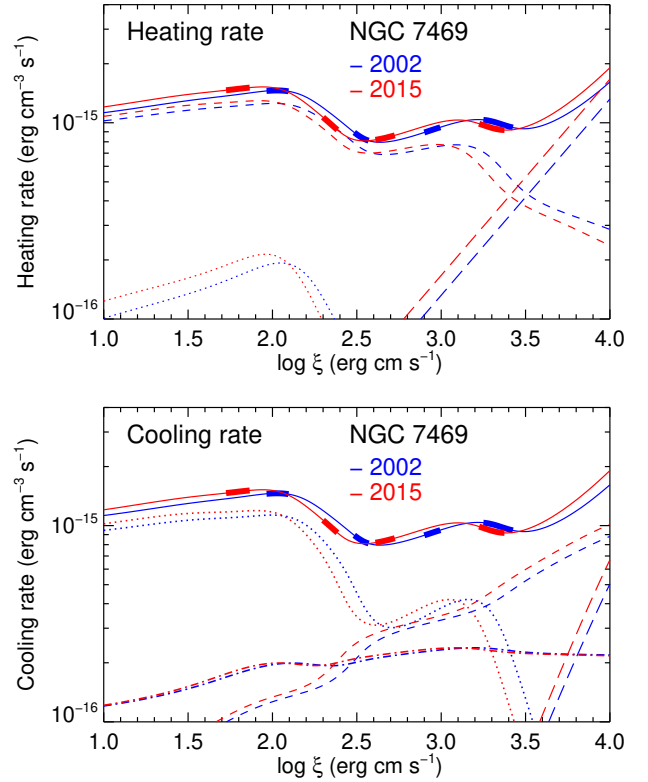 Heating rate NGC 7469
– 2002
– 2015
Heating rate (erg cm⁻³ s⁻¹)
10⁻¹⁵
10⁻¹⁶
1.0 1.5 2.0 2.5 3.0 3.5 4.0
log ξ (erg cm s⁻¹)
Cooling rate NGC 7469
– 2002
– 2015
Cooling rate (erg cm⁻³ s⁻¹)
10⁻¹⁵
10⁻¹⁶
1.0 1.5 2.0 2.5 3.0 3.5 4.0
log ξ (erg cm s⁻¹)